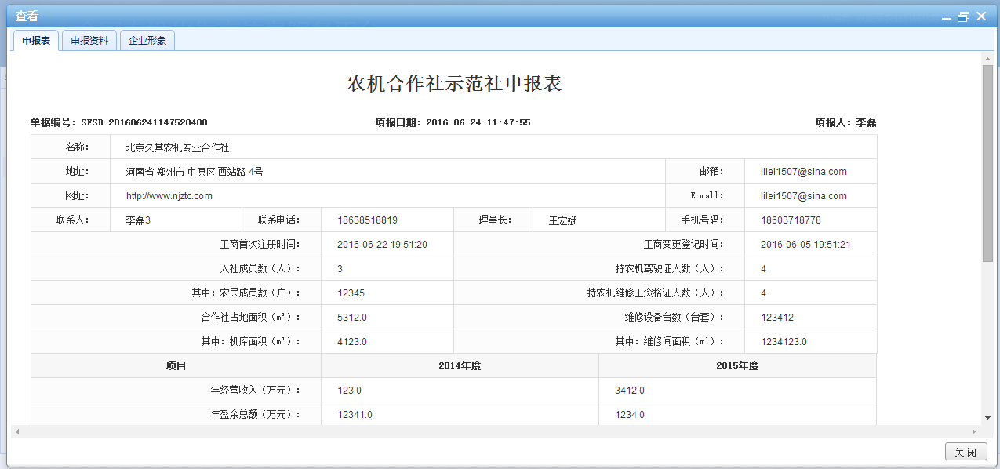 查看
申报表 申报资料 企业形象
农机合作社示范社申报表
单据编号：SFSB-201606241147520400 填报日期：2016-06-24 11:47:55 填报人：李磊
名称： 北京久其农机专业合作社
地址： 河南省 郑州市 中原区 西站路 4号 邮箱： lilei1507@sina.com
网址： http://www.njztc.com E-mall： lilei1507@sina.com
联系人： 李磊3 联系电话： 18638518819 理事长： 王宏斌 手机号码： 18603718778
工商首次注册时间： 2016-06-22 19:51:20 工商变更登记时间： 2016-06-05 19:51:21
入社成员数（人）： 3 持农机驾驶证人数（人）： 4
其中：农民成员数（户）： 12345 持农机维修工资格证人数（人）： 4
合作社占地面积（m²）： 5312.0 维修设备台数（台套）： 123412
其中：机库面积（m²）： 4123.0 其中：维修间面积（m²）： 1234123.0
项目 2014年度 2015年度
年经营收入（万元）： 123.0 3412.0
年盈余总额（万元）： 12341.0 1234.0
关 闭